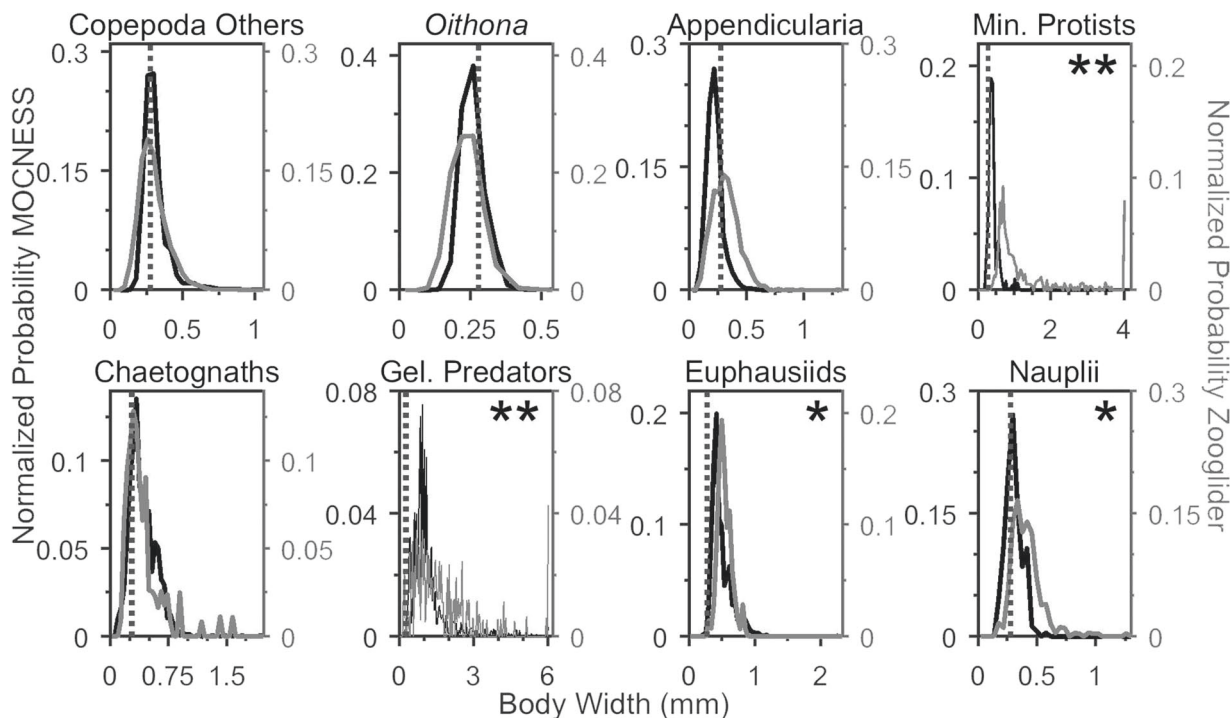 Copepoda Others
Oithona
Appendicularia
Min. Protists
Normalized Probability MOCNESS
Normalized Probability Zooglider
0.3
0.15
0
0.3
0.15
0
0 0.5 1
0.4
0.2
0
0.4
0.2
0
0 0.25 0.5
0.3
0.15
0
0.3
0.15
0
0 0.5 1
**
0.2
0.1
0
0.2
0.1
0
0 2 4
Chaetognaths
Gel. Predators
Euphausiids
Nauplii
0.1
0.05
0
0.1
0.05
0
0 0.75 1.5
**
0.08
0.04
0
0.08
0.04
0
0 3 6
*
0.2
0.1
0
0.2
0.1
0
0 1 2
*
0.3
0.15
0
0.3
0.15
0
0 0.5 1
Body Width (mm)